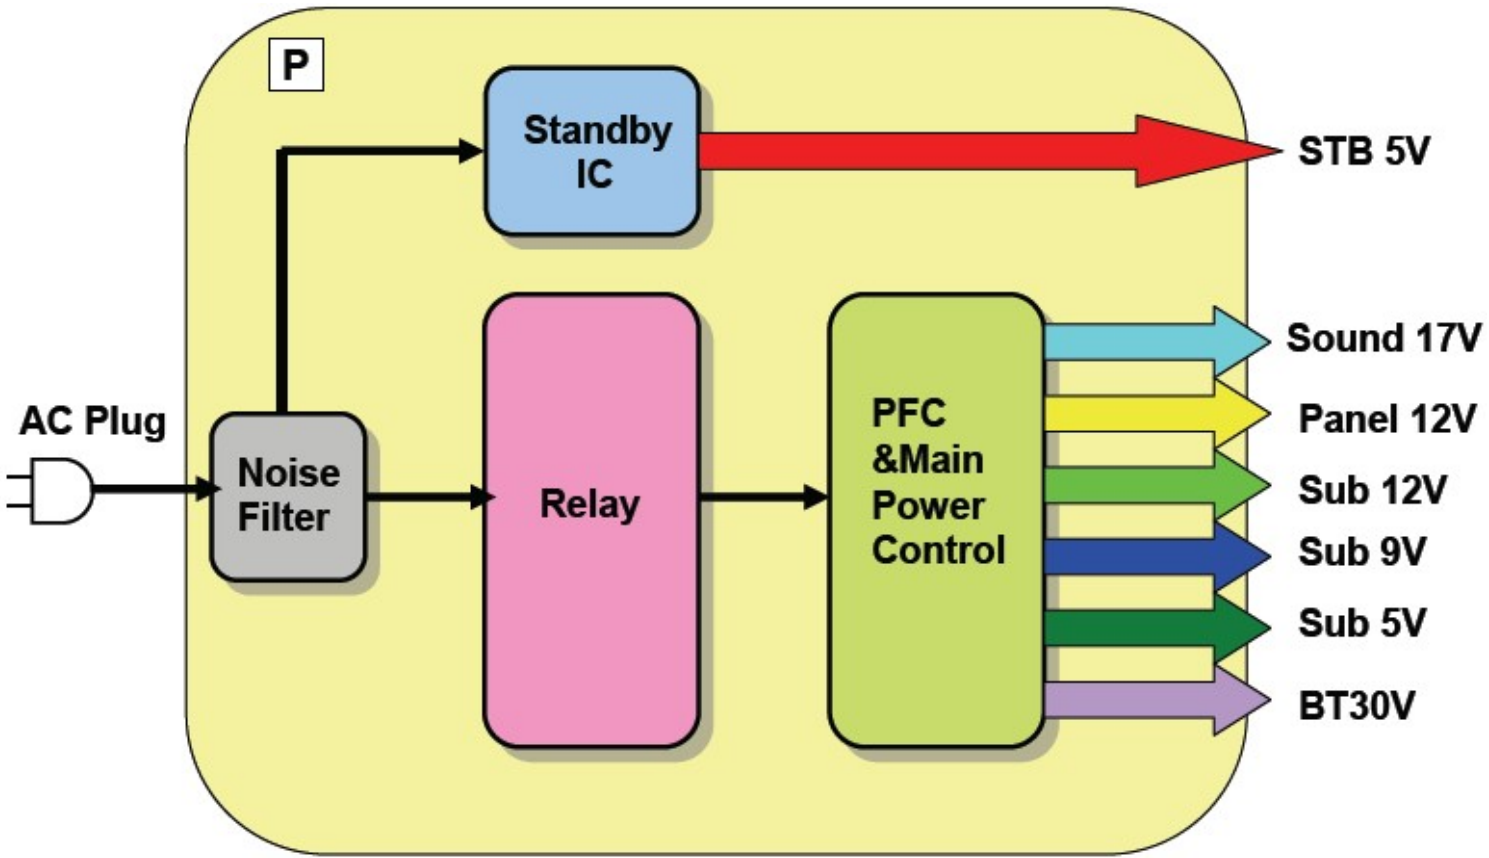 P
Standby
IC
STB 5V
Sound 17V
AC Plug
Noise
Filter
Relay
PFC
&Main
Power
Control
Panel 12V
Sub 12V
Sub 9V
Sub 5V
BT30V